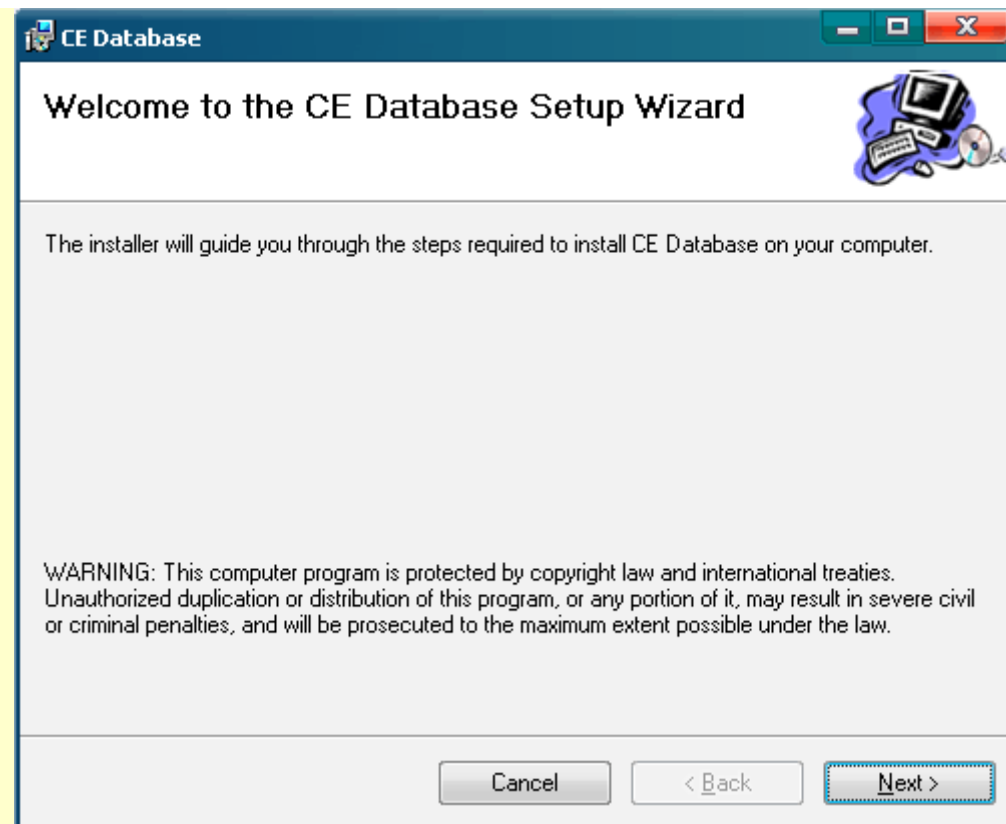 CE Database
Welcome to the CE Database Setup Wizard
The installer will guide you through the steps required to install CE Database on your computer.
WARNING: This computer program is protected by copyright law and international treaties.
Unauthorized duplication or distribution of this program, or any portion of it, may result in severe civil
or criminal penalties, and will be prosecuted to the maximum extent possible under the law.
Cancel < Back Next >